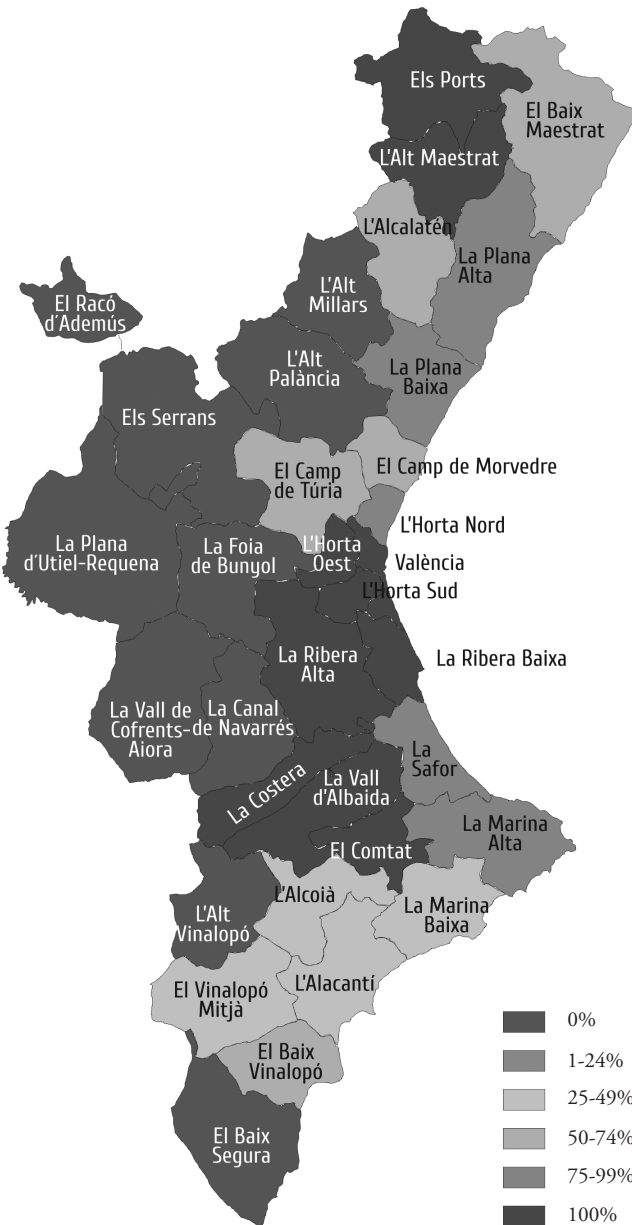 Els Ports
El Baix
Maestrat
L'Alt Maestrat
L'Alcalatén
La Plana
Alta
L'Alt
Millars
El Racó
d´Ademús
La Plana
Baixa
L'Alt
Palància
Els Serrans
El Camp de Morvedre
El Camp
de Túria
L'Horta Nord
L'Horta
Oest
La Plana
d´Utiel-Requena
La Foia
de Bunyol
València
L'Horta Sud
La Ribera
Alta
La Ribera Baixa
La Vall de
Cofrents-
Aiora
La Canal
de Navarrés
La
Safor
La Costera
La Vall
d'Albaida
La Marina
Alta
El Comtat
L'Alcoià
La Marina
Baixa
L'Alt
Vinalopó
L'Alacantí
El Vinalopó
Mitjà
El Baix
Vinalopó
El Baix
Segura
0%
1-24%
25-49%
50-74%
75-99%
100%